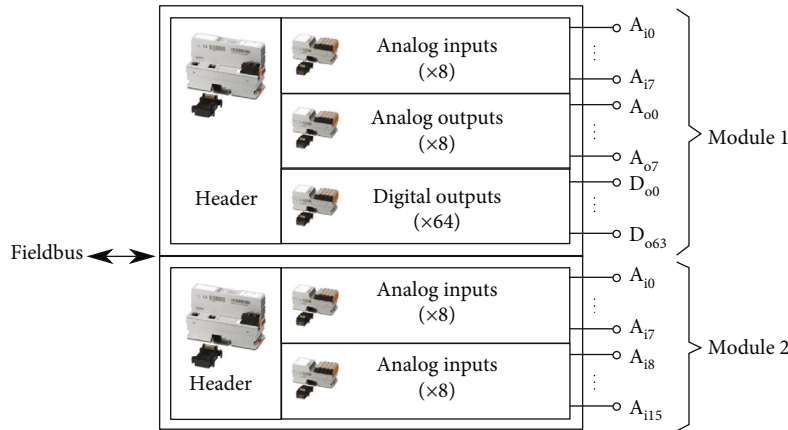 Analog inputs
(×8)
A_i0
A_i7
Analog outputs
(×8)
A_o0
A_o7
Header
Digital outputs
(×64)
D_o0
D_o63
Module 1
Fieldbus
Analog inputs
(×8)
A_i0
A_i7
Header
Analog inputs
(×8)
A_i8
A_i15
Module 2